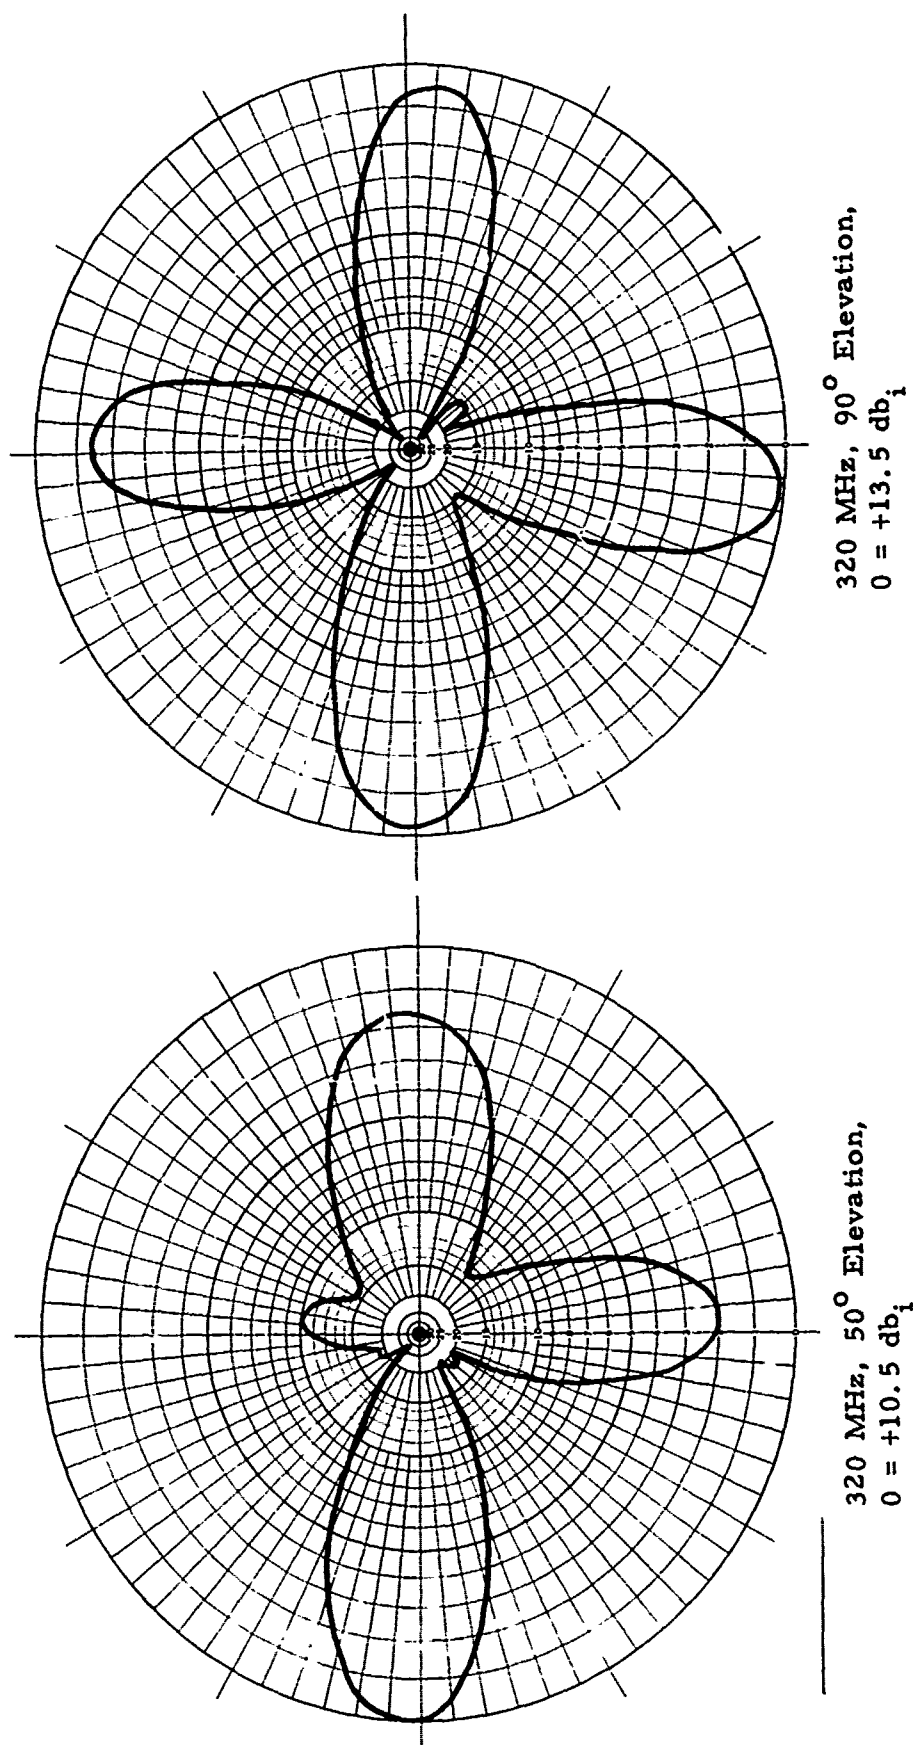 320 MHz, 50° Elevation,
0 = +10.5 dbi
320 MHz, 90° Elevation,
0 = +13.5 dbi